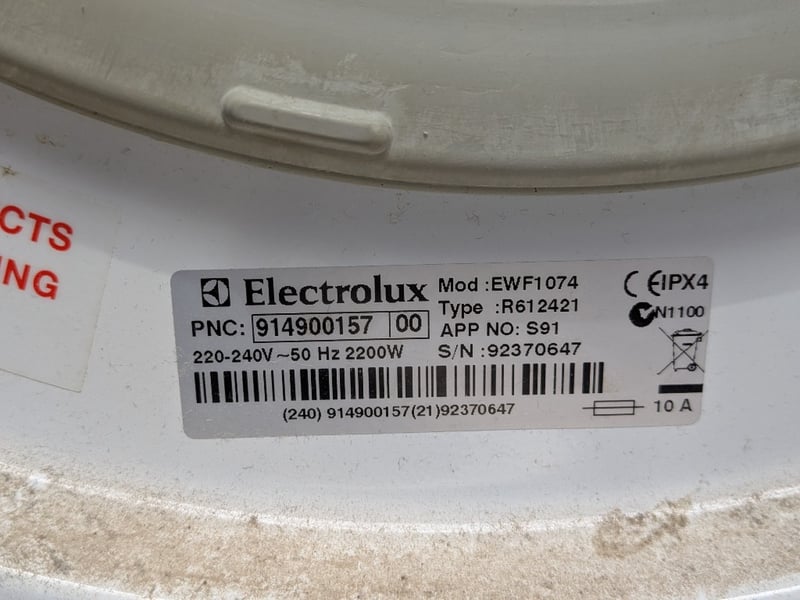 CTS
NG
Electrolux
Mod :EWF1074
Type :R612421
PNC: 914900157 00
APP NO: S91
220-240V~50 Hz 2200W
S/N :92370647
(240) 914900157(21)92370647
CE IPX4
N1100
10 A